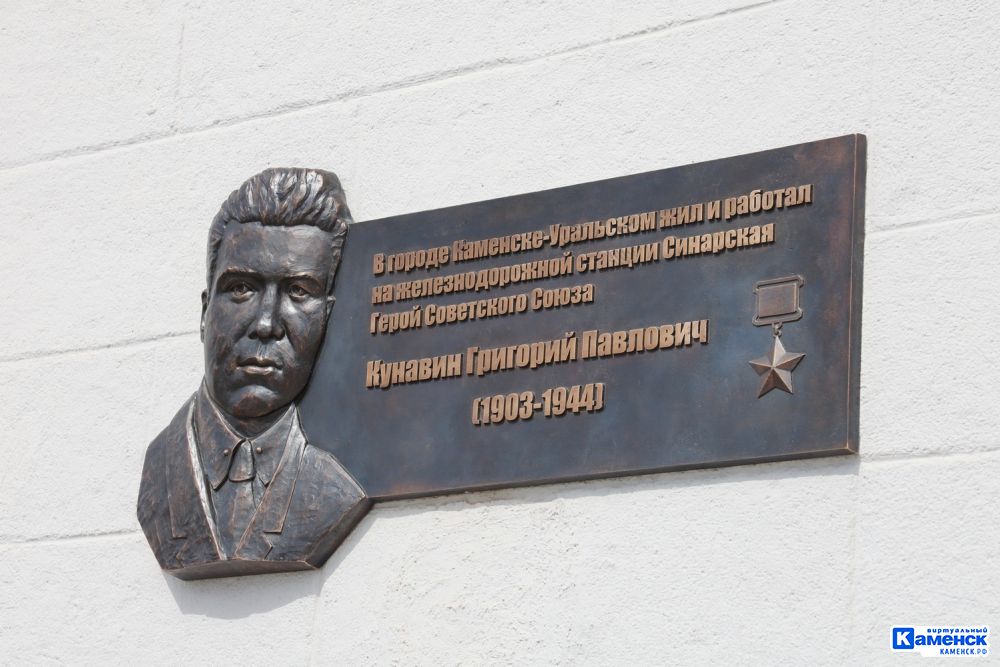 В городе Каменске-Уральском жил и работал
на железнодорожной станции Синарская
Герой Советского Союза
Кунавин Григорий Павлович
(1903-1944)
виртуальный
Каменск
КАМЕНСК.РФ